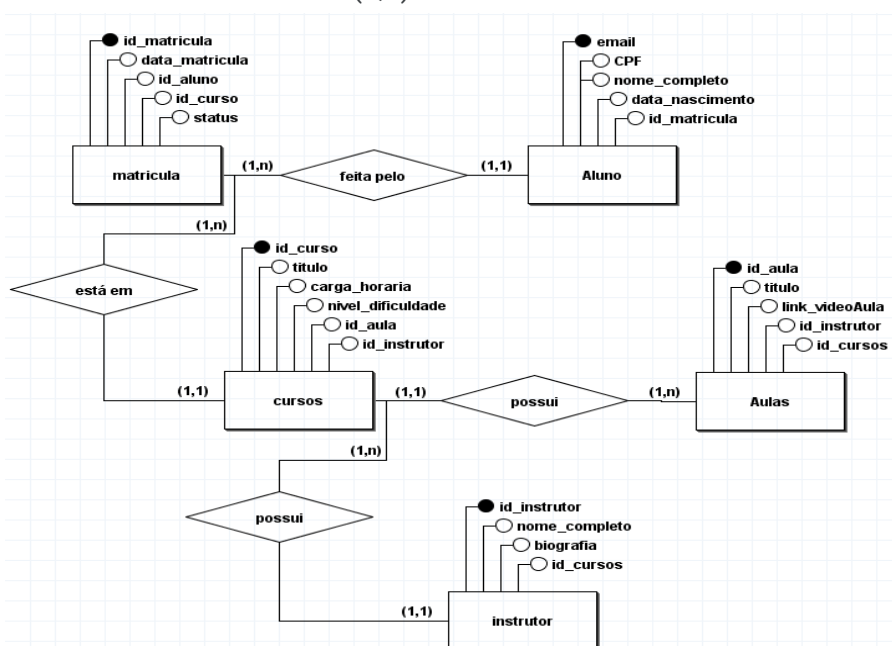 id_matricula
data_matricula
id_aluno
id_curso
status
matricula
(1,n)
feita pelo
(1,1)
email
CPF
nome_completo
data_nascimento
id_matricula
Aluno
(1,n)
está em
(1,1)
id_curso
titulo
carga_horaria
nivel_dificuldade
id_aula
id_instrutor
cursos
(1,1)
possui
(1,n)
id_aula
titulo
link_videoAula
id_instrutor
id_cursos
Aulas
(1,n)
possui
(1,1)
id_instrutor
nome_completo
biografia
id_cursos
instrutor